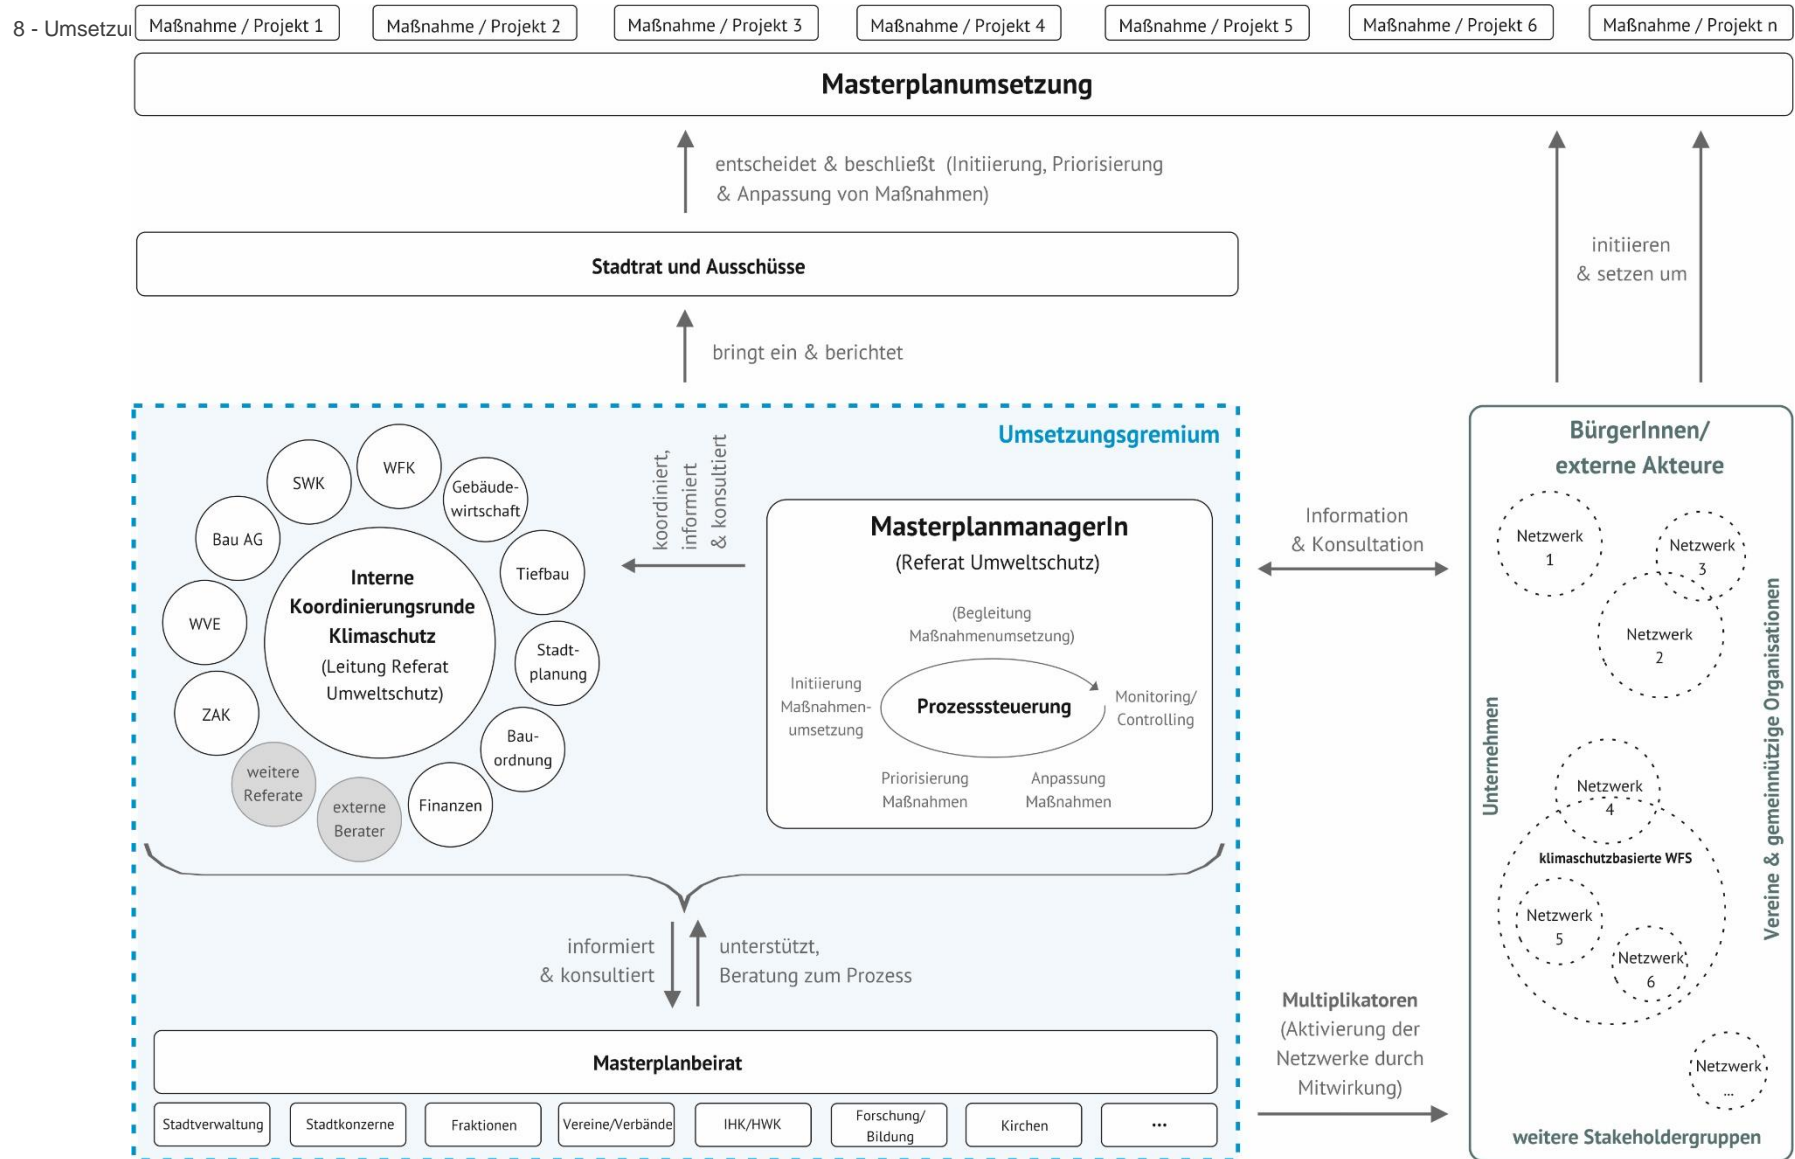 8 - Umsetzu
Maßnahme / Projekt 1
Maßnahme / Projekt 2
Maßnahme / Projekt 3
Maßnahme / Projekt 4
Maßnahme / Projekt 5
Maßnahme / Projekt 6
Maßnahme / Projekt n
Masterplanumsetzung
entscheidet & beschließt (Initiierung, Priorisierung
& Anpassung von Maßnahmen)
initiieren
& setzen um
Stadtrat und Ausschüsse
bringt ein & berichtet
Umsetzungsgremium
WFK
SWK
Gebäude-
wirtschaft
Bau AG
Tiefbau
WVE
Stadt-
planung
ZAK
Bau-
ordnung
weitere
Referate
externe
Berater
Finanzen
Interne
Koordinierungsrunde
Klimaschutz
(Leitung Referat
Umweltschutz)
koordiniert,
informiert
& konsultiert
MasterplanmanagerIn
(Referat Umweltschutz)
(Begleitung
Maßnahmenumsetzung)
Initiierung
Maßnahmen-
umsetzung
Prozesssteuerung
Monitoring/
Controlling
Priorisierung
Maßnahmen
Anpassung
Maßnahmen
informiert
& konsultiert
unterstützt,
Beratung zum Prozess
Masterplanbeirat
Stadtverwaltung
Stadtkonzerne
Fraktionen
Vereine/Verbände
IHK/HWK
Forschung/
Bildung
Kirchen
...
Information
& Konsultation
Multiplikatoren
(Aktivierung der
Netzwerke durch
Mitwirkung)
BürgerInnen/
externe Akteure
Netzwerk
1
Netzwerk
3
Netzwerk
2
Unternehmen
Vereine & gemeinnützige Organisationen
Netzwerk
4
klimaschutzbasierte WFS
Netzwerk
5
Netzwerk
6
Netzwerk
...
weitere Stakeholdergruppen